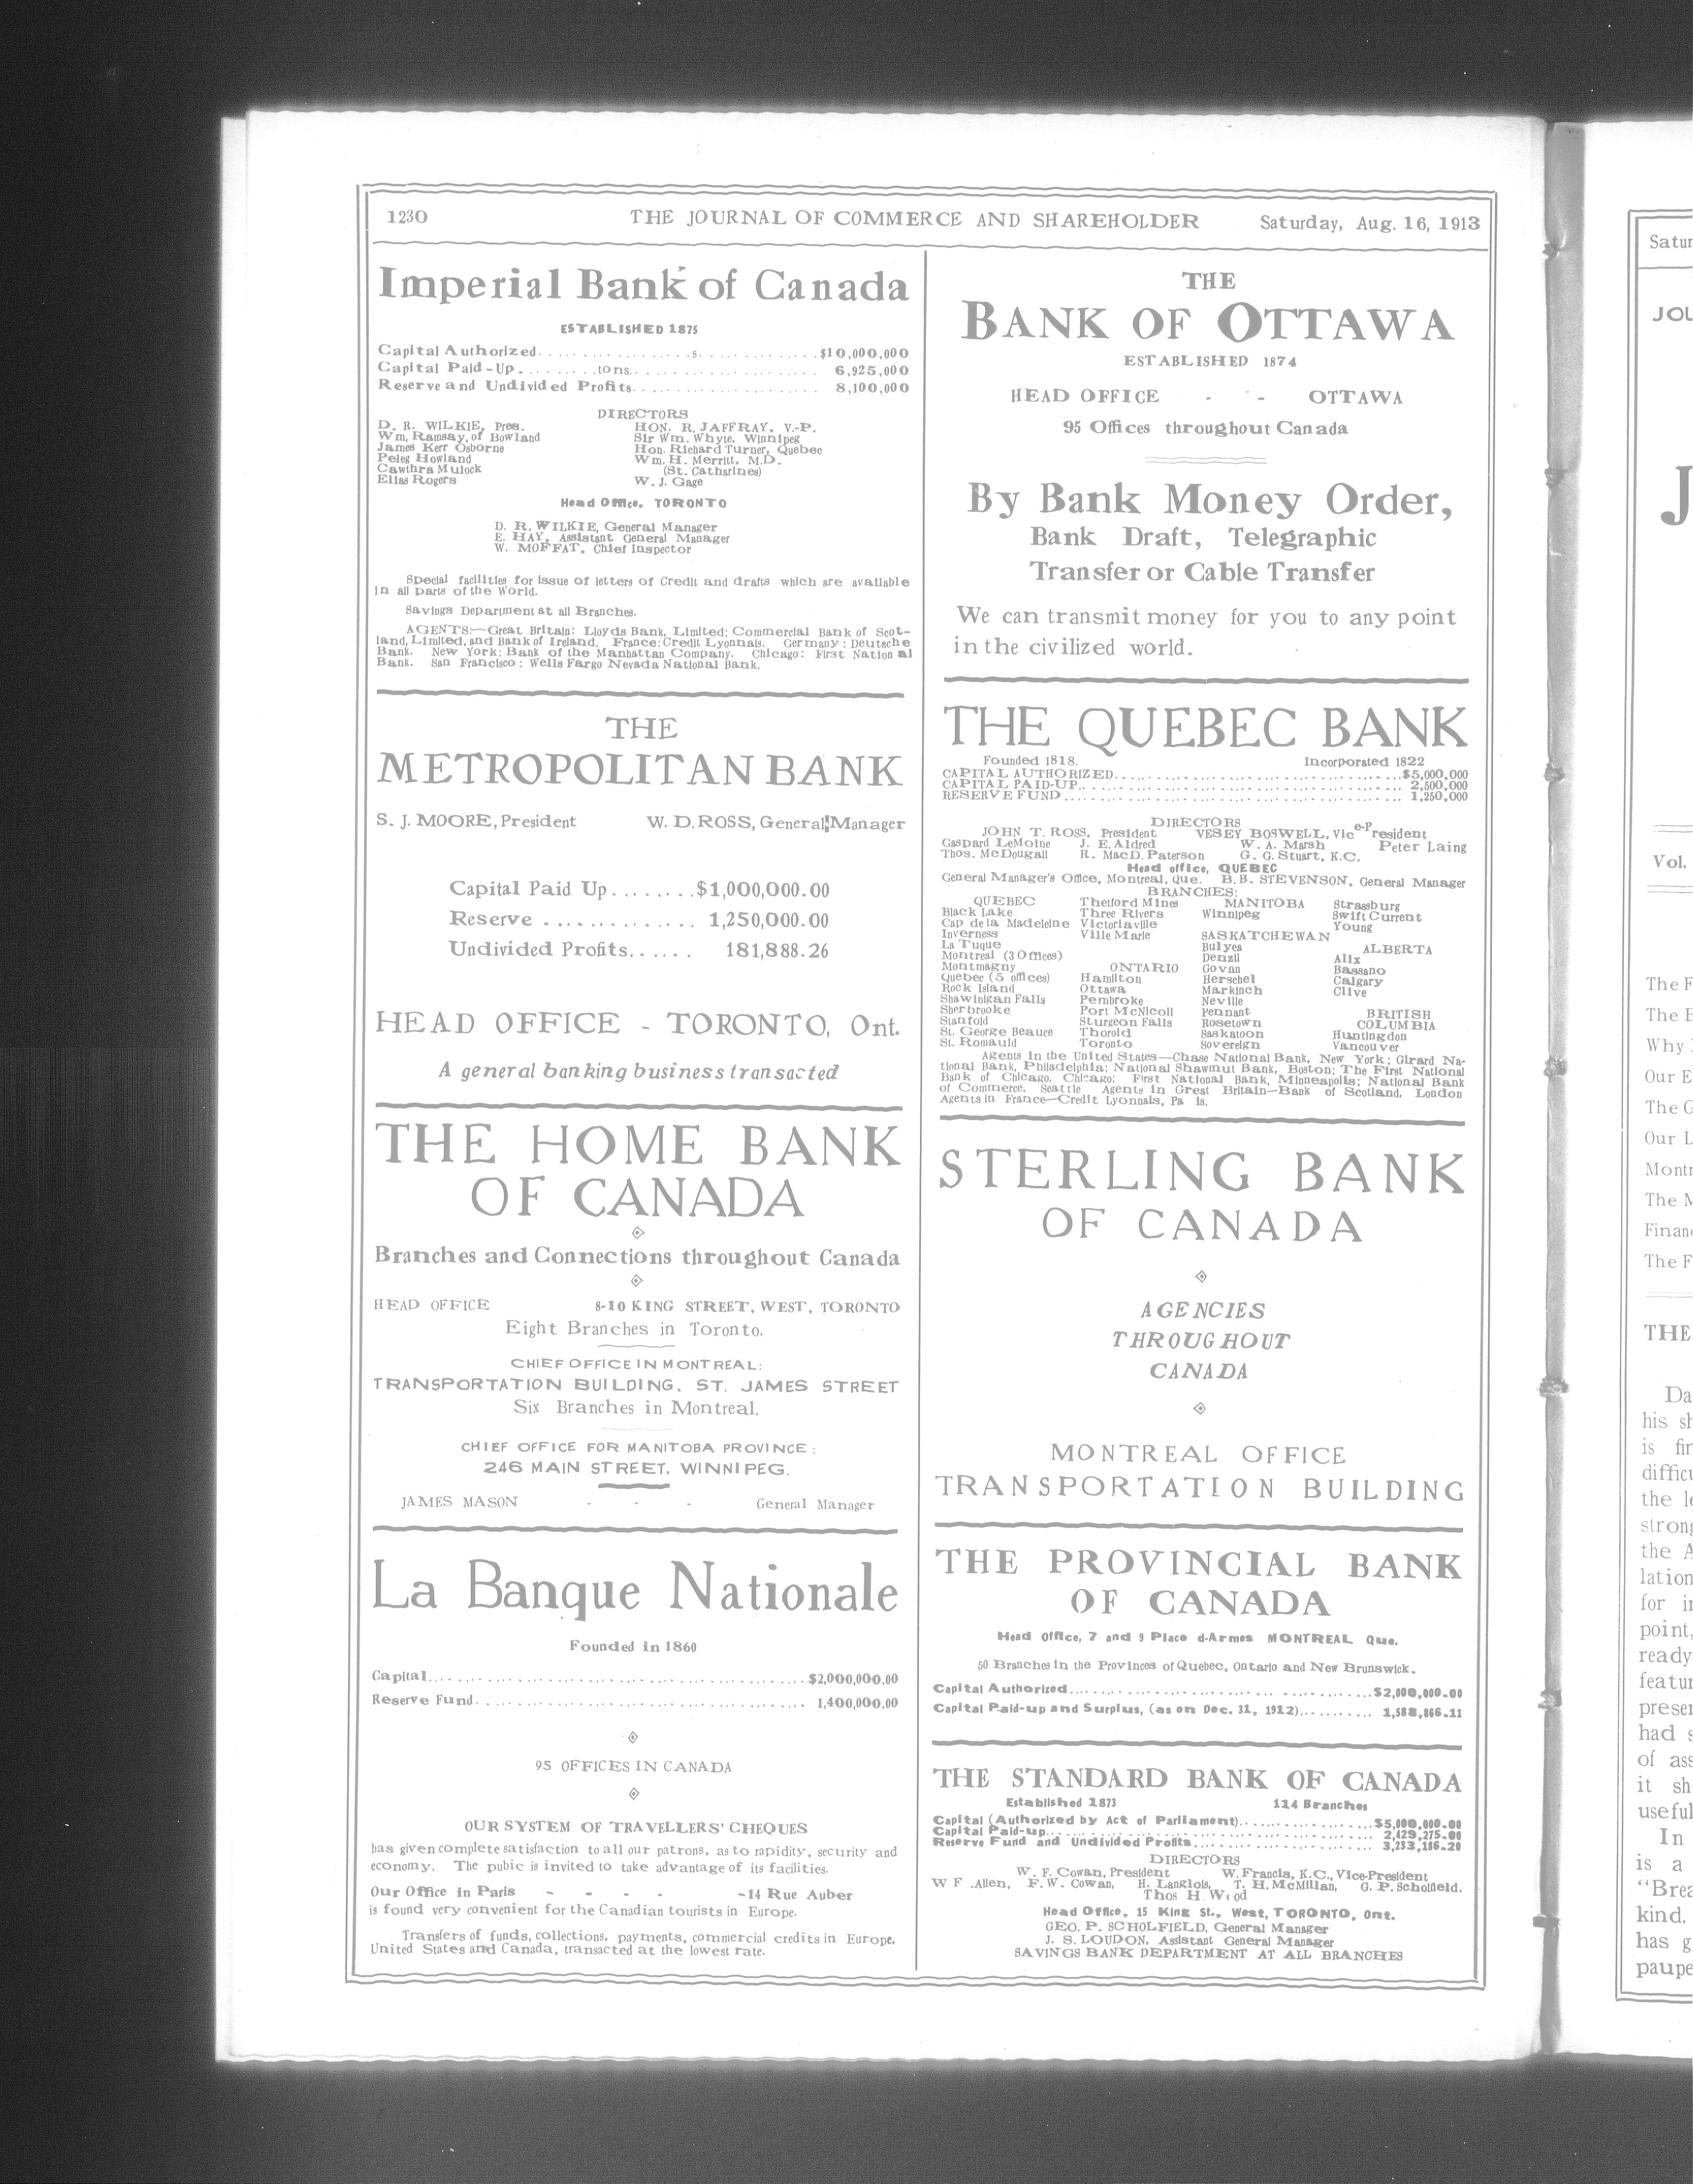 1230 THE JOURNAL OF COMMERCE AND SHAREHOLDER Saturday, Aug. 16, 1913
Imperial Bank of Canada
ESTABLISHED 1875
Capital Authorized. . . . . . . . . . . . . . . . . .s. . . . . . . . . . . . . .$10,000,000
Capital Paid-Up. . . . . . . . .tons. . . . . . . . . . . . . . . . . . . . . . 6,925,000
Reserve and Undivided Profits. . . . . . . . . . . . . . . . . . . . . 8,100,000
DIRECTORS
D. R. WILKIE, Pres. HON. R. JAFFRAY, V.-P.
Wm, Ramsay, of Bowland Sir Wm. Whyte, Winnipeg
James Kerr Osborne Hon. Richard Turner, Quebec
Peleg Howland Wm. H. Merritt, M.D.
Cawthra Mulock (St. Catharines)
Elias Rogers W. J. Gage
Head Office, TORONTO
D. R. WILKIE, General Manager
E. HAY, Assistant General Manager
W. MOFFAT, Chief Inspector
Special facilities for issue of letters of Credit and drafts which are available
in all parts of the World.
Savings Department at all Branches.
AGENTS:—Great Britain: Lloyds Bank, Limited; Commercial Bank of Scot-
land, Limited, and Bank of Ireland, France: Credit Lyonnais. Germany: Deutsche
Bank. New York: Bank of the Manhattan Company. Chicago: First National
Bank. San Francisco: Wells Fargo Nevada National Bank.
THE
METROPOLITAN BANK
S. J. MOORE, President W. D. ROSS, General Manager
Capital Paid Up. . . . . . . .$1,000,000.00
Reserve . . . . . . . . . . . . . . 1,250,000.00
Undivided Profits. . . . . . 181,888.26
HEAD OFFICE - TORONTO, Ont.
A general banking business transacted
THE HOME BANK
OF CANADA
Branches and Connections throughout Canada
HEAD OFFICE 8-10 KING STREET, WEST, TORONTO
Eight Branches in Toronto.
CHIEF OFFICE IN MONTREAL:
TRANSPORTATION BUILDING, ST. JAMES STREET
Six Branches in Montreal.
CHIEF OFFICE FOR MANITOBA PROVINCE:
246 MAIN STREET, WINNIPEG.
JAMES MASON - - - General Manager
La Banque Nationale
Founded in 1860
Capital. . . . . . . . . . . . . . . . . . . . . . . . . . . . . . . . . . . . . . . . . .$2,000,000.00
Reserve Fund. . . . . . . . . . . . . . . . . . . . . . . . . . . . . . . . . . . . 1,400,000.00
95 OFFICES IN CANADA
OUR SYSTEM OF TRAVELLERS' CHEQUES
has given complete satisfaction to all our patrons, as to rapidity, security and
economy. The pubic is invited to take advantage of its facilities.
Our Office in Paris - - - - -14 Rue Auber
is found very convenient for the Canadian tourists in Europe.
Transfers of funds, collections, payments, commercial credits in Europe,
United States and Canada, transacted at the lowest rate.
THE
BANK OF OTTAWA
ESTABLISHED 1874
HEAD OFFICE - - OTTAWA
95 Offices throughout Canada
By Bank Money Order,
Bank Draft, Telegraphic
Transfer or Cable Transfer
We can transmit money for you to any point
in the civilized world.
THE QUEBEC BANK
Founded 1818. Incorporated 1822
CAPITAL AUTHORIZED. . . . . . . . . . . . . . . . . . . . . . . . . . . . . .$5,000,000
CAPITAL PAID-UP. . . . . . . . . . . . . . . . . . . . . . . . . . . . . . . . . 2,500,000
RESERVE FUND . . . . . . . . . . . . . . . . . . . . . . . . . . . . . . . . . . 1,250,000
DIRECTORS
JOHN T. ROSS, President VESEY BOSWELL, Vice-President
Gaspard LeMoine J. E. Aldred W. A. Marsh Peter Laing
Thos. McDougall R. MacD. Paterson G. G. Stuart, K.C.
Head office, QUEBEC
General Manager's Office, Montreal, Que. B. B. STEVENSON, General Manager
BRANCHES:
QUEBEC Thetford Mines MANITOBA Strassburg
Black Lake Three Rivers Winnipeg Swift Current
Cap de la Madeleine Victoriaville Young
Inverness Ville Marie SASKATCHEWAN
La Tuque Bulyea ALBERTA
Montreal (3 Offices) Denzil Alix
Montmagny ONTARIO Govan Bassano
Quebec (5 offices) Hamilton Herschel Calgary
Rock Island Ottawa Markinch Clive
Shawinigan Falls Pembroke Neville
Sherbrooke Port McNicoll Pennant BRITISH
Stanfold Sturgeon Falls Rosetown COLUMBIA
St. George Beauce Thorold Saskatoon Huntingdon
St. Romauld Toronto Sovereign Vancouver
Agents in the United States—Chase National Bank, New York; Girard Na-
tional Bank, Philadelphia; National Shawmut Bank, Boston; The First National
Bank of Chicago, Chicago; First National Bank, Minneapolis; National Bank
of Commerce, Seattle Agents in Great Britain—Bank of Scotland, London
Agents in France—Credit Lyonnais, Pa is.
STERLING BANK
OF CANADA
AGENCIES
THROUGHOUT
CANADA
MONTREAL OFFICE
TRANSPORTATION BUILDING
THE PROVINCIAL BANK
OF CANADA
Head Office, 7 and 9 Place d-Armes MONTREAL Que.
50 Branches in the Provinces of Quebec, Ontario and New Brunswick.
Capital Authorized. . . . . . . . . . . . . . . . . . . . . . . . . . . . . . .$2,000,000.00
Capital Paid-up and Surplus, (as on Dec. 31, 1912). . . . . . . . . . 1,588,866.11
THE STANDARD BANK OF CANADA
Established 1873 114 Branches
Capital (Authorized by Act of Parliament). . . . . . . . . . . . . .$5,000,000.00
Capital Paid-up. . . . . . . . . . . . . . . . . . . . . . . . . . . . . . . . . . 2,429,275.00
Reserve Fund and Undivided Profits. . . . . . . . . . . . . . . . . . . 3,233,186.20
DIRECTORS
W. F. Cowan, President W. Francis, K.C., Vice-President
W F .Allen, F. W. Cowan, H. Langlois, T. H. McMillan, G. P. Scholfield,
Thos H. Wood
Head Office, 15 King St., West, TORONTO, Ont.
GEO. P. SCHOLFIELD, General Manager
J. S. LOUDON, Assistant General Manager
SAVINGS BANK DEPARTMENT AT ALL BRANCHES